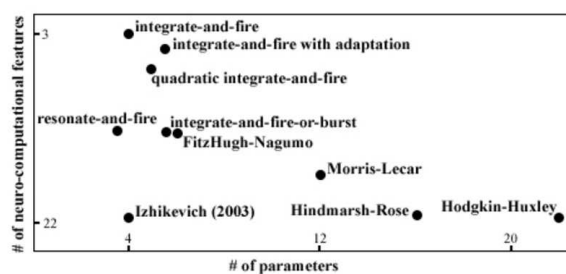 # of neuro-computational features
3
integrate-and-fire
integrate-and-fire with adaptation
quadratic integrate-and-fire
resonate-and-fire
integrate-and-fire-or-burst
FitzHugh-Nagumo
Morris-Lecar
Izhikevich (2003)
Hindmarsh-Rose
Hodgkin-Huxley
22
4
12
20
# of parameters